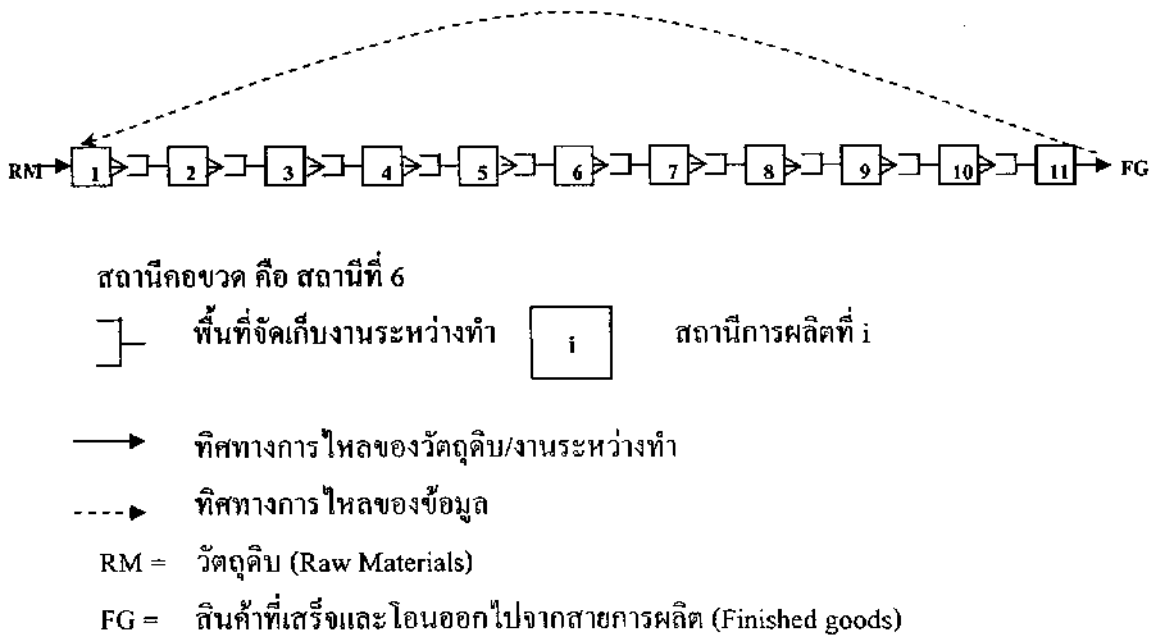 RM 1 2 3 4 5 6 7 8 9 10 11 FG
สถานีคอขวด คือ สถานีที่ 6
พื้นที่จัดเก็บงานระหว่างทำ i สถานีการผลิตที่ i
ทิศทางการไหลของวัตถุดิบ/งานระหว่างทำ
ทิศทางการไหลของข้อมูล
RM = วัตถุดิบ (Raw Materials)
FG = สินค้าที่เสร็จและโอนออกไปจากสายการผลิต (Finished goods)